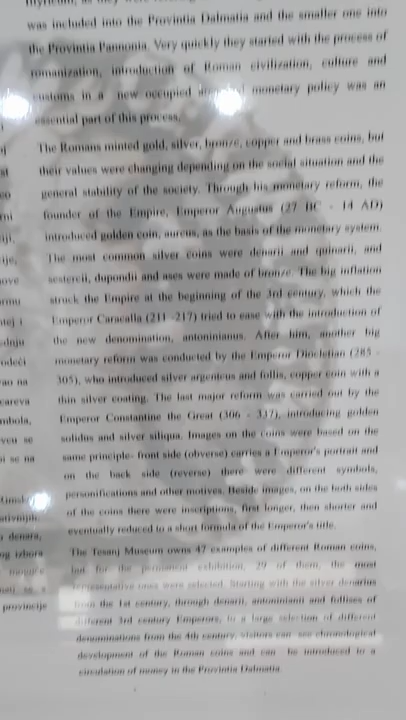 was included into the Provintia Dalmatia and the smaller one into
the Provintia Pannonia. Very quickly they started with the process of
romanization, introduction of Roman civilization, culture and
customs in a new occupied monetary policy was an
essential part of this process.
The Romans minted gold, silver, bronze, copper and brass coins, but
their values were changing depending on the social situation and the
general stability of the society. Through his monetary reform, the
founder of the Empire, Emperor Augustus (27 BC - 14 AD)
introduced golden coin, aureus, as the basis of the monetary system.
The most common silver coins were denarii and quinarii, and
sestercii, dupondii and ases were made of bronze. The big inflation
struck the Empire at the beginning of the 3rd century, which the
Emperor Caracalla (211 -217) tried to ease with the introduction of
the new denomination, antoninianus. After him, another big
monetary reform was conducted by the Emperor Diocletian (285 -
305), who introduced silver argenteus and follis, copper coin with a
thin silver coating. The last major reform was carried out by the
Emperor Constantine the Great (306 - 337), introducing golden
solidus and silver siliqua. Images on the coins were based on the
same principle- front side (obverse) carries a Emperor's portrait and
on the back side (reverse) there were different symbols,
personifications and other motives. Beside images, on the both sides
of the coins there were inscriptions, first longer, then shorter and
eventually reduced to a short formula of the Emperor's title.
The Tesanj Museum owns 47 examples of different Roman coins,
but for the permanent exhibition, 29 of them, the most
representative ones were selected. Starting with the silver denarius
from the 1st century, through denarii, antoninianii and follises of
different 3rd century Emperors, to a large selection of different
denominations from the 4th century, visitors can see chronological
development of the Roman coins and can be introduced to a
circulation of money in the Provintia Dalmatia.